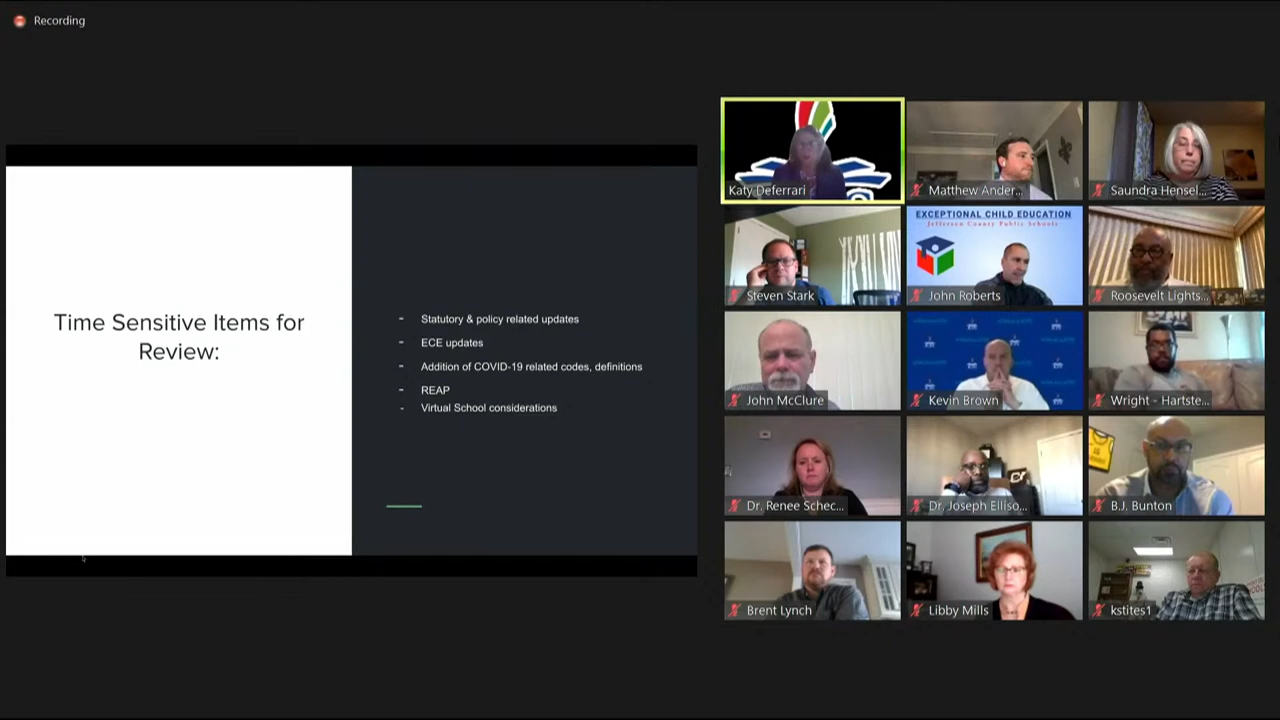 Recording
Time Sensitive Items for
Review:
- Statutory & policy related updates
- ECE updates
- Addition of COVID-19 related codes, definitions
- REAP
- Virtual School considerations
Katy Deferrari
Matthew Ander...
Saundra Hensel...
Steven Stark
EXCEPTIONAL CHILD EDUCATION
Jefferson County Public Schools
John Roberts
Roosevelt Lights...
John McClure
Kevin Brown
Wright - Hartste...
Dr. Renee Schec...
Dr. Joseph Elliso...
B.J. Bunton
Brent Lynch
Libby Mills
kstites1